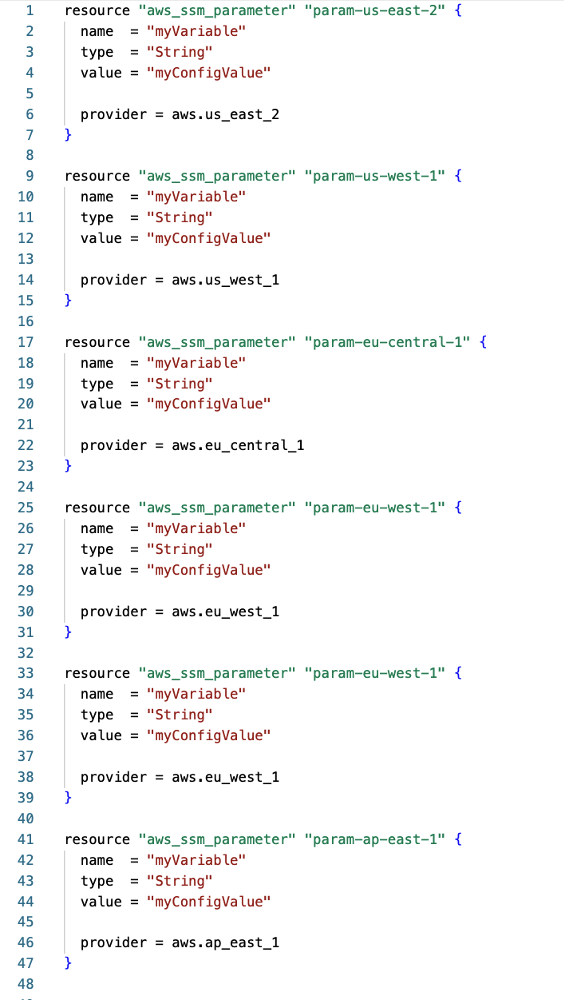 1 resource "aws_ssm_parameter" "param-us-east-2" {
2   name  = "myVariable"
3   type  = "String"
4   value = "myConfigValue"
5
6   provider = aws.us_east_2
7 }
8
9 resource "aws_ssm_parameter" "param-us-west-1" {
10   name  = "myVariable"
11   type  = "String"
12   value = "myConfigValue"
13
14   provider = aws.us_west_1
15 }
16
17 resource "aws_ssm_parameter" "param-eu-central-1" {
18   name  = "myVariable"
19   type  = "String"
20   value = "myConfigValue"
21
22   provider = aws.eu_central_1
23 }
24
25 resource "aws_ssm_parameter" "param-eu-west-1" {
26   name  = "myVariable"
27   type  = "String"
28   value = "myConfigValue"
29
30   provider = aws.eu_west_1
31 }
32
33 resource "aws_ssm_parameter" "param-eu-west-1" {
34   name  = "myVariable"
35   type  = "String"
36   value = "myConfigValue"
37
38   provider = aws.eu_west_1
39 }
40
41 resource "aws_ssm_parameter" "param-ap-east-1" {
42   name  = "myVariable"
43   type  = "String"
44   value = "myConfigValue"
45
46   provider = aws.ap_east_1
47 }
48